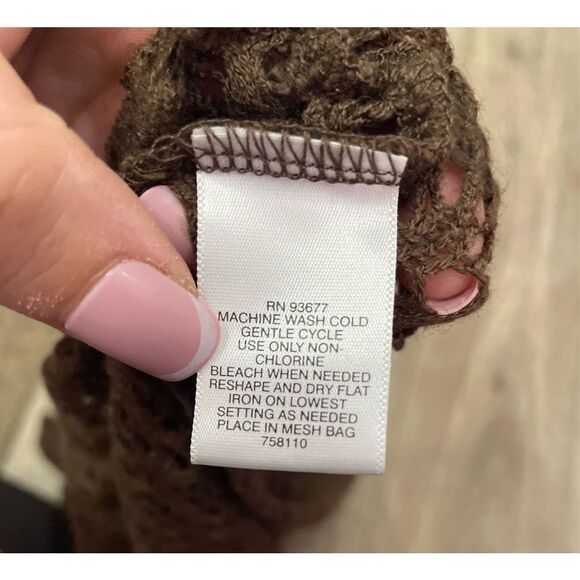 RN 93677
MACHINE WASH COLD
GENTLE CYCLE
USE ONLY NON-
CHLORINE
BLEACH WHEN NEEDED
RESHAPE AND DRY FLAT
IRON ON LOWEST
SETTING AS NEEDED
PLACE IN MESH BAG
758110